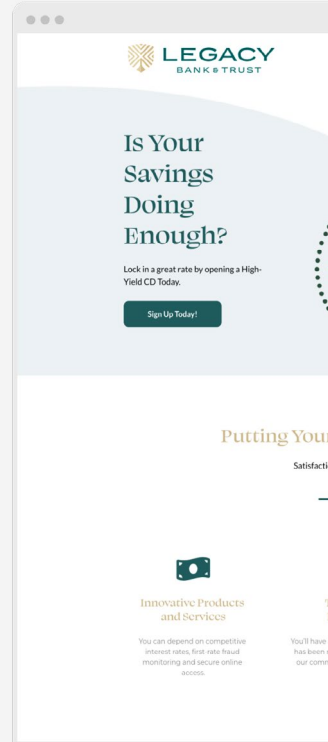 LEGACY
BANK & TRUST
Is Your
Savings
Doing
Enough?
Lock in a great rate by opening a High-
Yield CD Today.
Sign Up Today!
Putting Your
Innovative Products
and Services
You can depend on competitive
interest rates, first-rate fraud
monitoring and secure online
access.
You'll have
has been
our comm